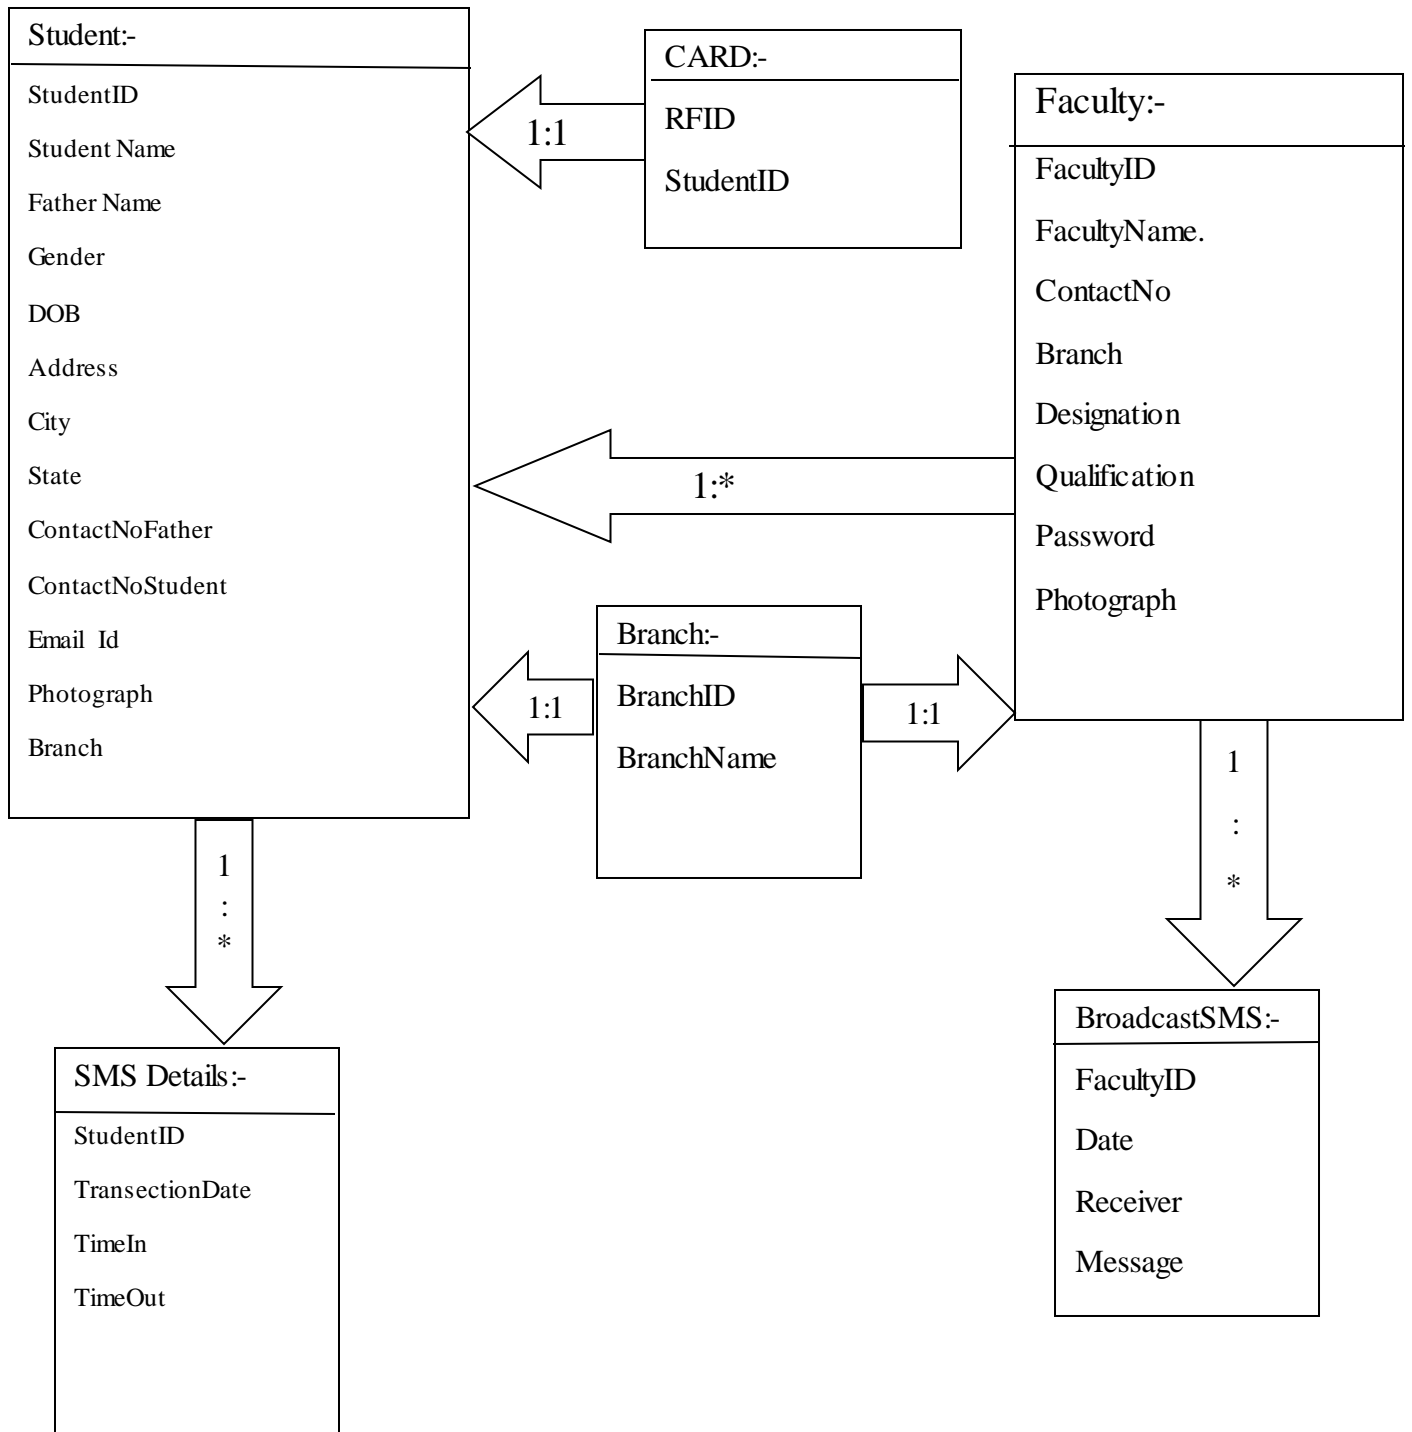 Student:-
StudentID
Student Name
Father Name
Gender
DOB
Address
City
State
ContactNoFather
ContactNoStudent
Email Id
Photograph
Branch
1:1
CARD:-
RFID
StudentID
Faculty:-
FacultyID
FacultyName.
ContactNo
Branch
Designation
Qualification
Password
Photograph
1:*
1:1
Branch:-
BranchID
BranchName
1:1
1
:
*
1
:
*
SMS Details:-
StudentID
TransectionDate
TimeIn
TimeOut
BroadcastSMS:-
FacultyID
Date
Receiver
Message